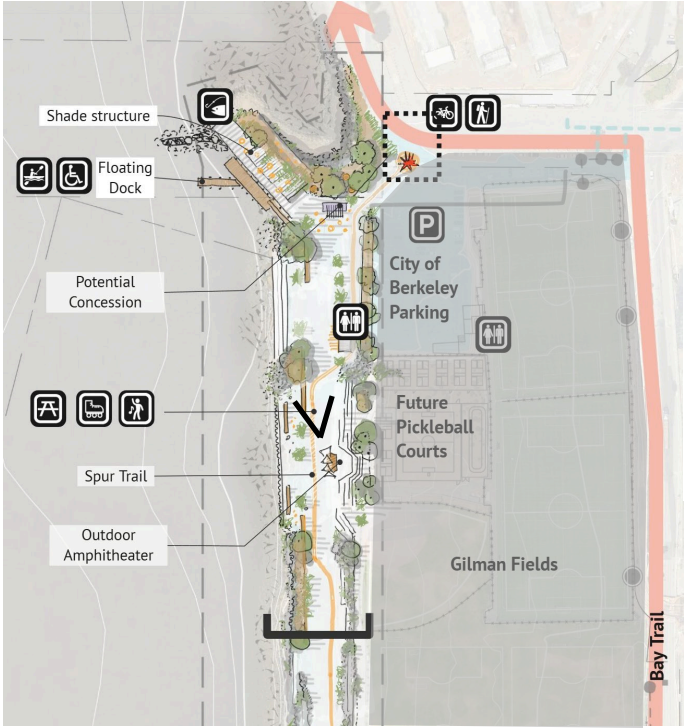 Shade structure
Floating
Dock
P
City of
Berkeley
Parking
Potential
Concession
Future
Pickleball
Courts
Spur Trail
Outdoor
Amphitheater
Gilman Fields
Bay Trail